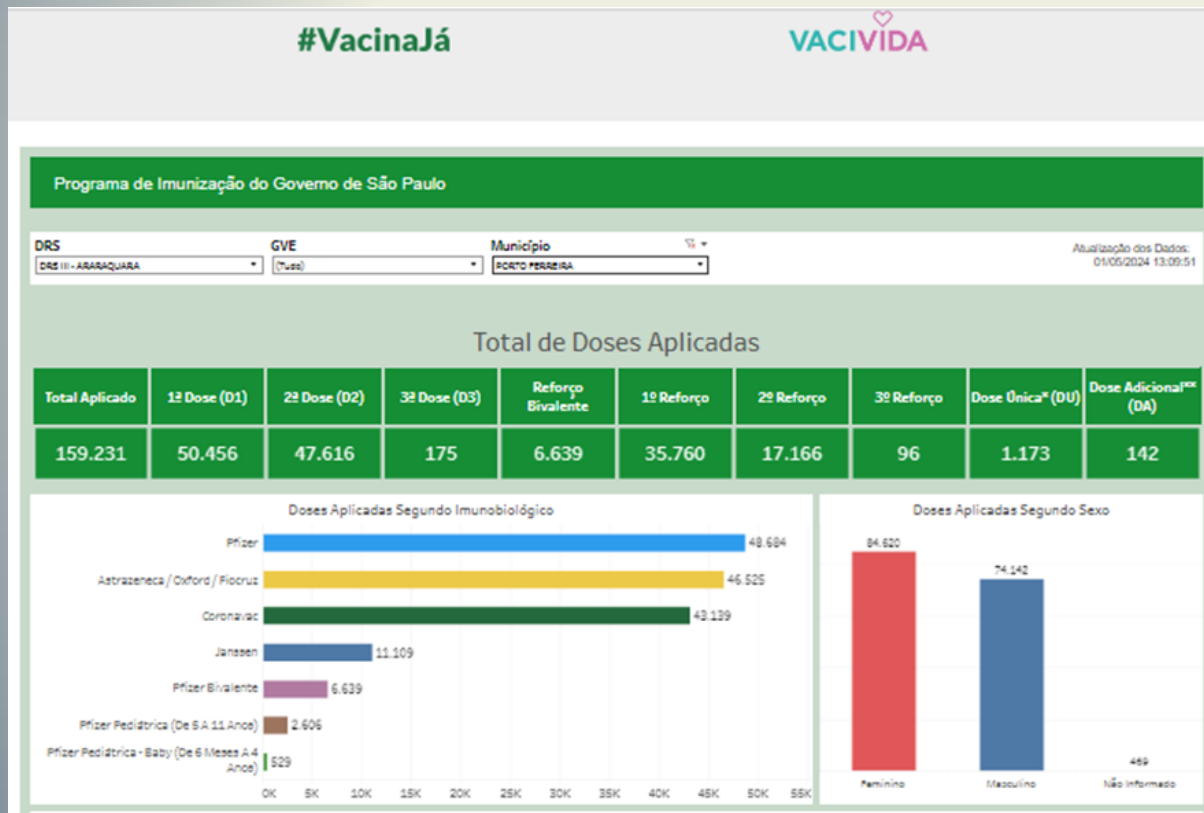 #VacinaJá
VACIVIDA
Programa de Imunização do Governo de São Paulo
DRS
DRS III - ARARAQUARA
GVE
(Tudo)
Município
PORTO FERREIRA
Atualização dos Dados:
01/05/2024 13:09:51
Total de Doses Aplicadas
Total Aplicado
1ª Dose (D1)
2ª Dose (D2)
3ª Dose (D3)
Reforço
Bivalente
1º Reforço
2º Reforço
3º Reforço
Dose Única* (DU)
Dose Adicional**
(DA)
159.231
50.456
47.616
175
6.639
35.760
17.166
96
1.173
142
Doses Aplicadas Segundo Imunobiológico
Pfizer
48.684
Astrazeneca / Oxford / Fiocruz
46.525
Coronavac
43.139
Janssen
11.109
Pfizer Bivalente
6.639
Pfizer Pediátrica (De 5 A 11 Anos)
2.606
Pfizer Pediátrica - Baby (De 6 Meses A 4
Anos)
529
0K 5K 10K 15K 20K 25K 30K 35K 40K 45K 50K 55K
Doses Aplicadas Segundo Sexo
84.620
74.142
469
Feminino
Masculino
Não Informado